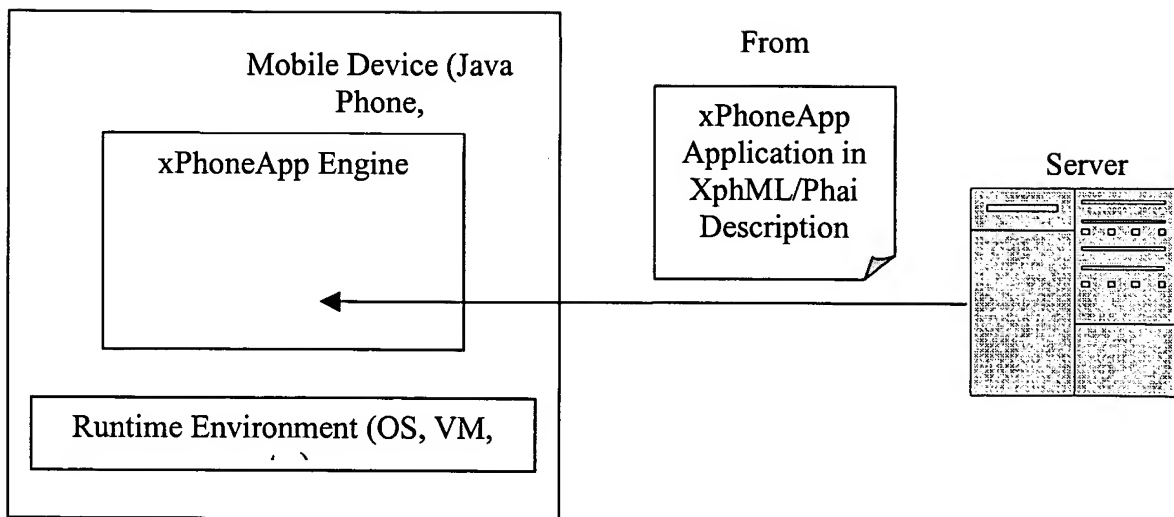 Mobile Device (Java
Phone,
xPhoneApp Engine
Runtime Environment (OS, VM,
From
xPhoneApp
Application in
XphML/Phai
Description
Server